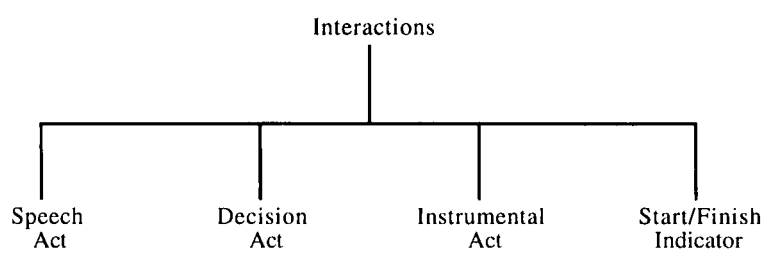 Interactions
Speech
Act
Decision
Act
Instrumental
Act
Start/Finish
Indicator